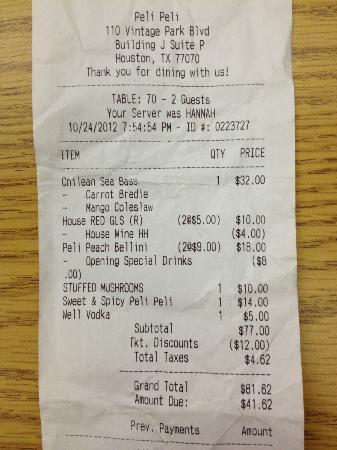 Peli Peli
110 Vintage Park Blvd
Building J Suite P
Houston, TX 77070
Thank you for dining with us!
TABLE: 70 - 2 Guests
Your Server was HANNAH
10/24/2012 7:54:54 PM - ID #: 0223727
ITEM QTY PRICE
Chilean Sea Bass 1 $32.00
- Carrot Bredie
- Mango Coleslaw
House RED GLS (R) (2@$5.00) $10.00
- House Wine HH ($4.00)
Peli Peach Bellini (2@$9.00) $18.00
- Opening Special Drinks ($8
.00)
STUFFED MUSHROOMS 1 $10.00
Sweet & Spicy Peli Peli 1 $14.00
Well Vodka 1 $5.00
Subtotal $77.00
Tkt. Discounts ($12.00)
Total Taxes $4.62
Grand Total $81.62
Amount Due: $41.62
Prev. Payments Amount